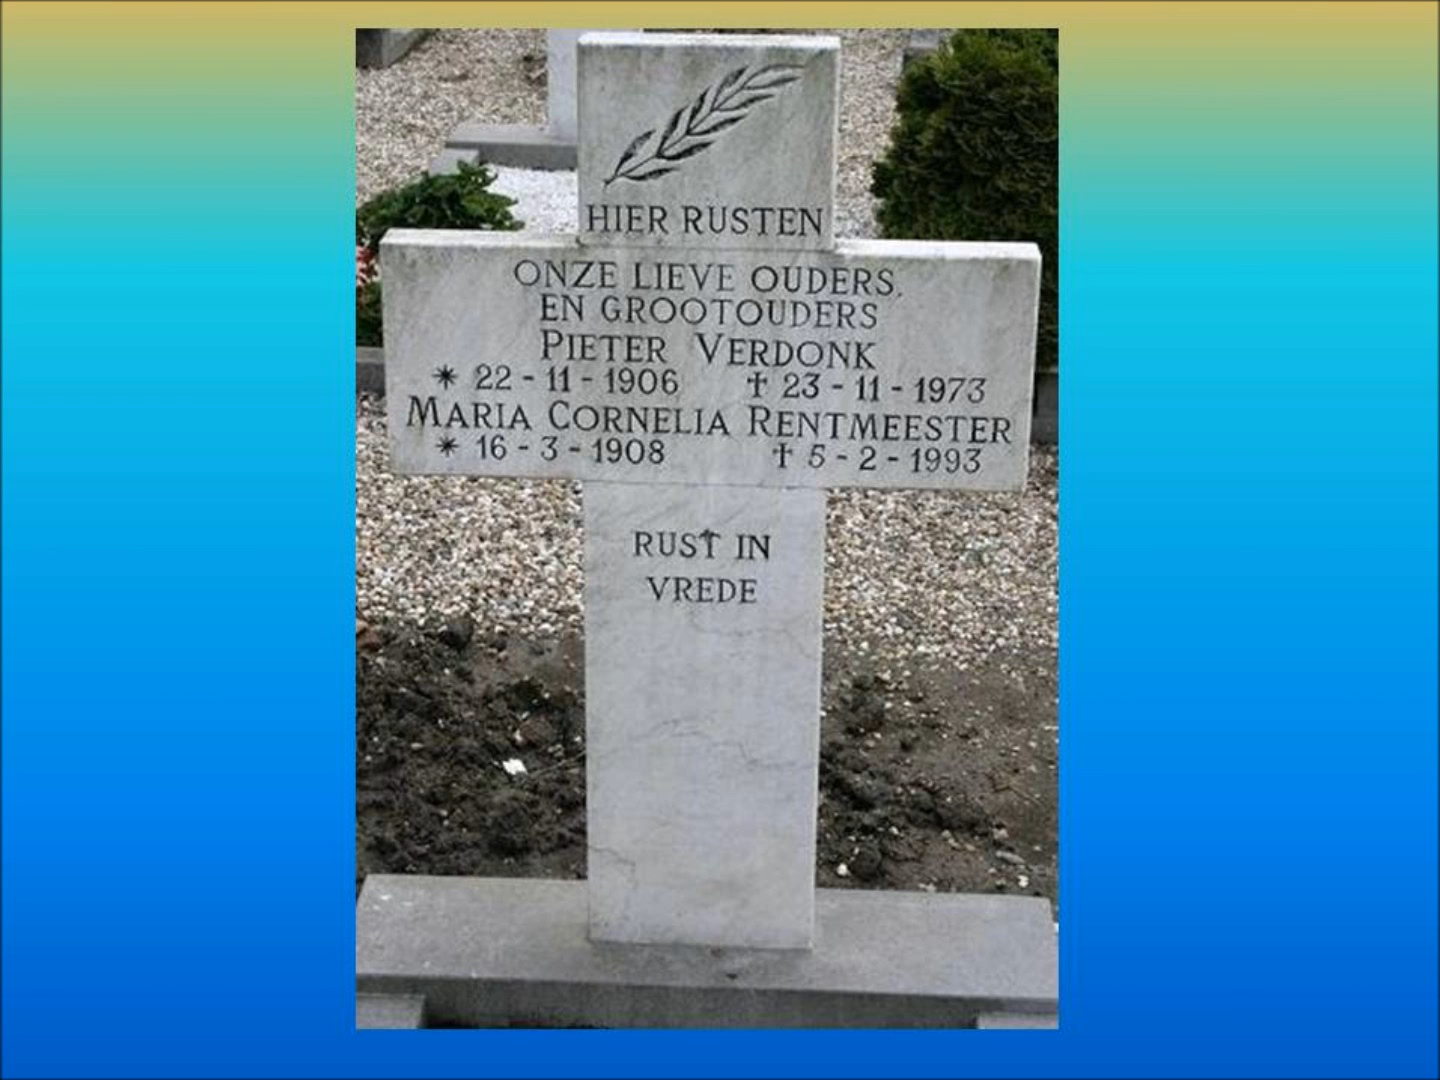 HIER RUSTEN
ONZE LIEVE OUDERS,
EN GROOTOUDERS
PIETER VERDONK
* 22 - 11 - 1906 † 23 - 11 - 1973
MARIA CORNELIA RENTMEESTER
* 16 - 3 - 1908 † 5 - 2 - 1993
RUST IN
VREDE